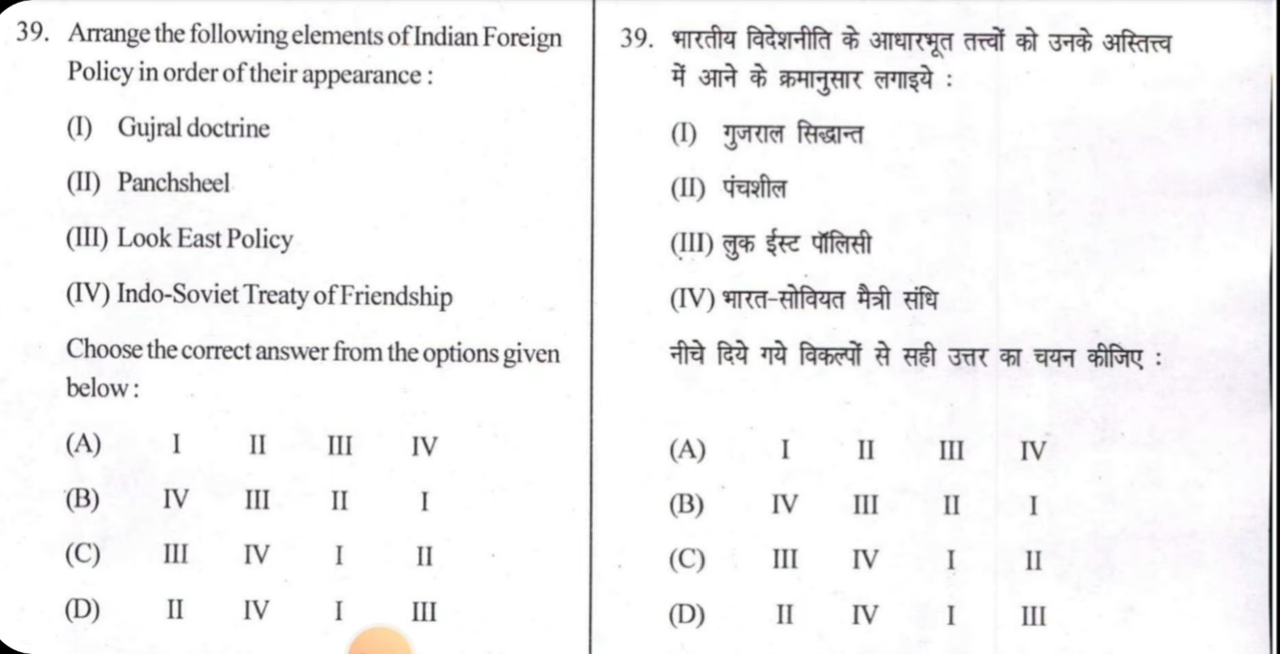 39. Arrange the following elements of Indian Foreign
Policy in order of their appearance :
(I) Gujral doctrine
(II) Panchsheel
(III) Look East Policy
(IV) Indo-Soviet Treaty of Friendship
Choose the correct answer from the options given
below :
(A) I II III IV
(B) IV III II I
(C) III IV I II
(D) II IV I III
39. भारतीय विदेशनीति के आधारभूत तत्त्वों को उनके अस्तित्त्व
में आने के क्रमानुसार लगाइये :
(I) गुजराल सिद्धान्त
(II) पंचशील
(III) लुक ईस्ट पॉलिसी
(IV) भारत-सोवियत मैत्री संधि
नीचे दिये गये विकल्पों से सही उत्तर का चयन कीजिए :
(A) I II III IV
(B) IV III II I
(C) III IV I II
(D) II IV I III